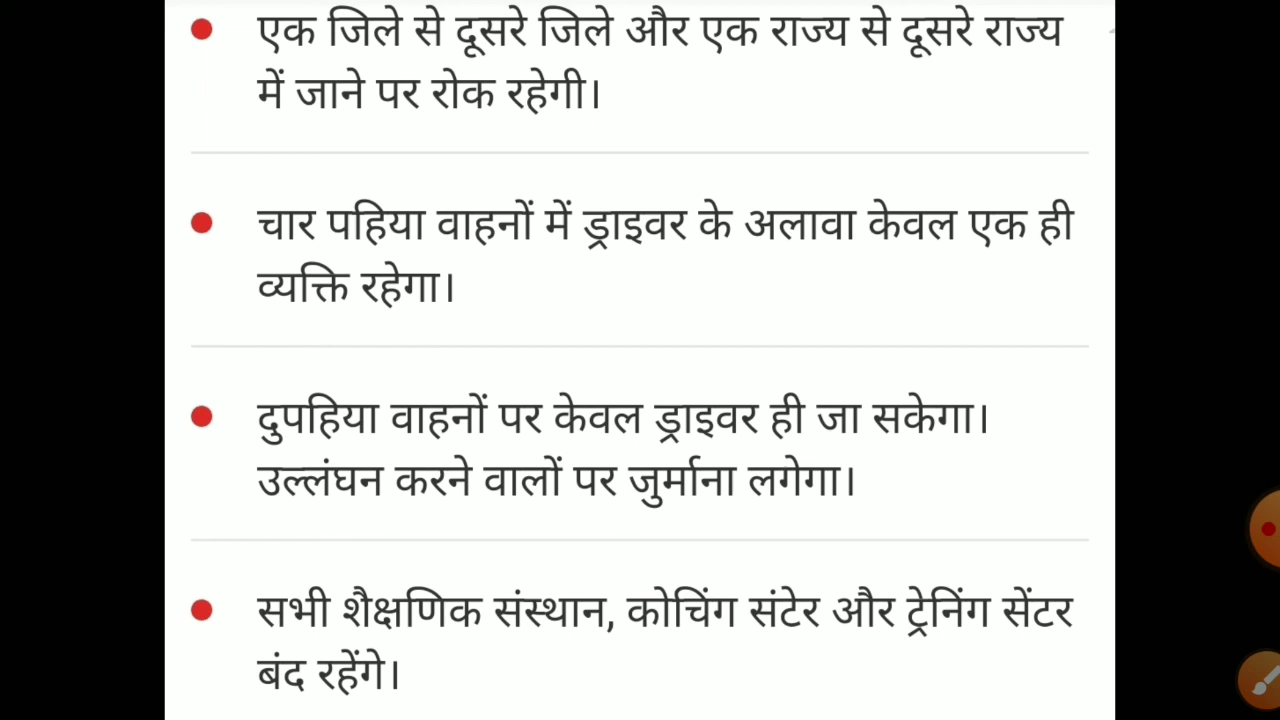 एक जिले से दूसरे जिले और एक राज्य से दूसरे राज्य
में जाने पर रोक रहेगी।
चार पहिया वाहनों में ड्राइवर के अलावा केवल एक ही
व्यक्ति रहेगा।
दुपहिया वाहनों पर केवल ड्राइवर ही जा सकेगा।
उल्लंघन करने वालों पर जुर्माना लगेगा।
सभी शैक्षणिक संस्थान, कोचिंग संटेर और ट्रेनिंग सेंटर
बंद रहेंगे।